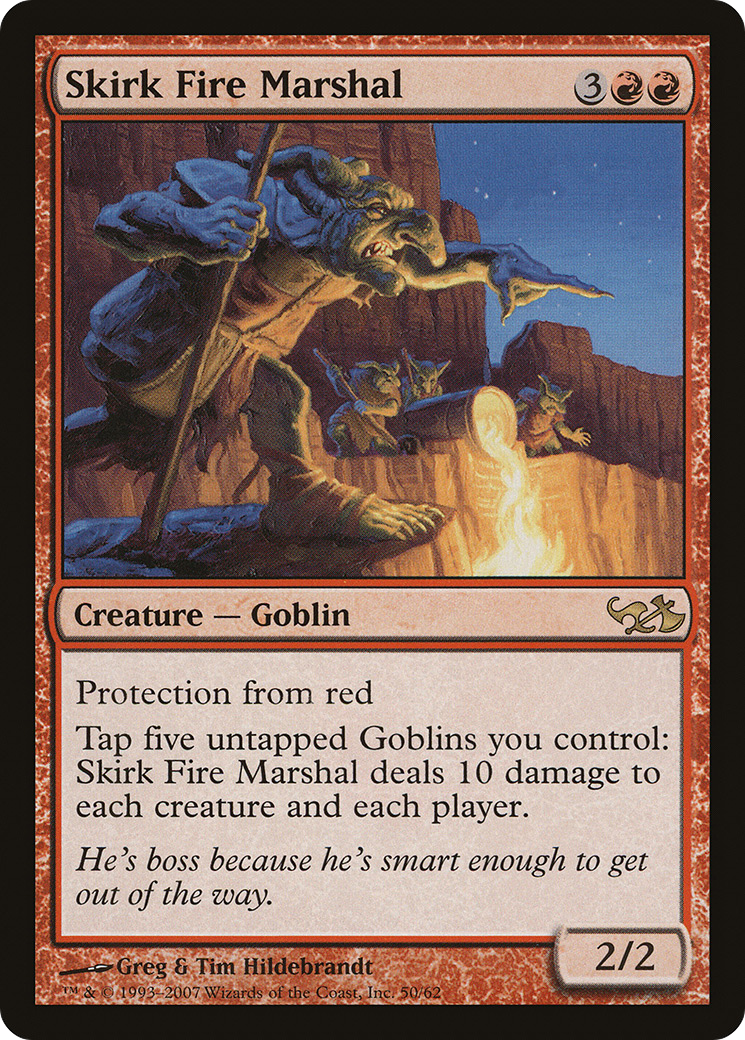 Skirk Fire Marshal
3
Creature — Goblin
Protection from red
Tap five untapped Goblins you control:
Skirk Fire Marshal deals 10 damage to
each creature and each player.
He's boss because he's smart enough to get
out of the way.
2/2
Greg & Tim Hildebrandt
™ & © 1993–2007 Wizards of the Coast, Inc. 50/62